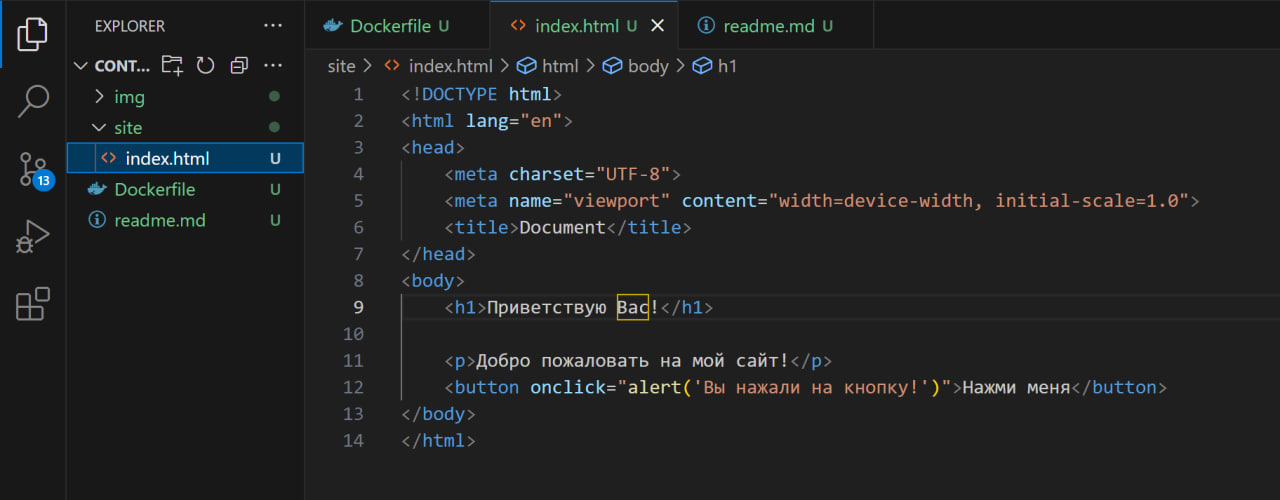 EXPLORER
CONT...
img
site
index.html U
Dockerfile U
readme.md U
13
Dockerfile U
index.html U
readme.md U
site > index.html > html > body > h1
1 <!DOCTYPE html>
2 <html lang="en">
3 <head>
4 <meta charset="UTF-8">
5 <meta name="viewport" content="width=device-width, initial-scale=1.0">
6 <title>Document</title>
7 </head>
8 <body>
9 <h1>Приветствую Вас!</h1>
10
11 <p>Добро пожаловать на мой сайт!</p>
12 <button onclick="alert('Вы нажали на кнопку!')">Нажми меня</button>
13 </body>
14 </html>